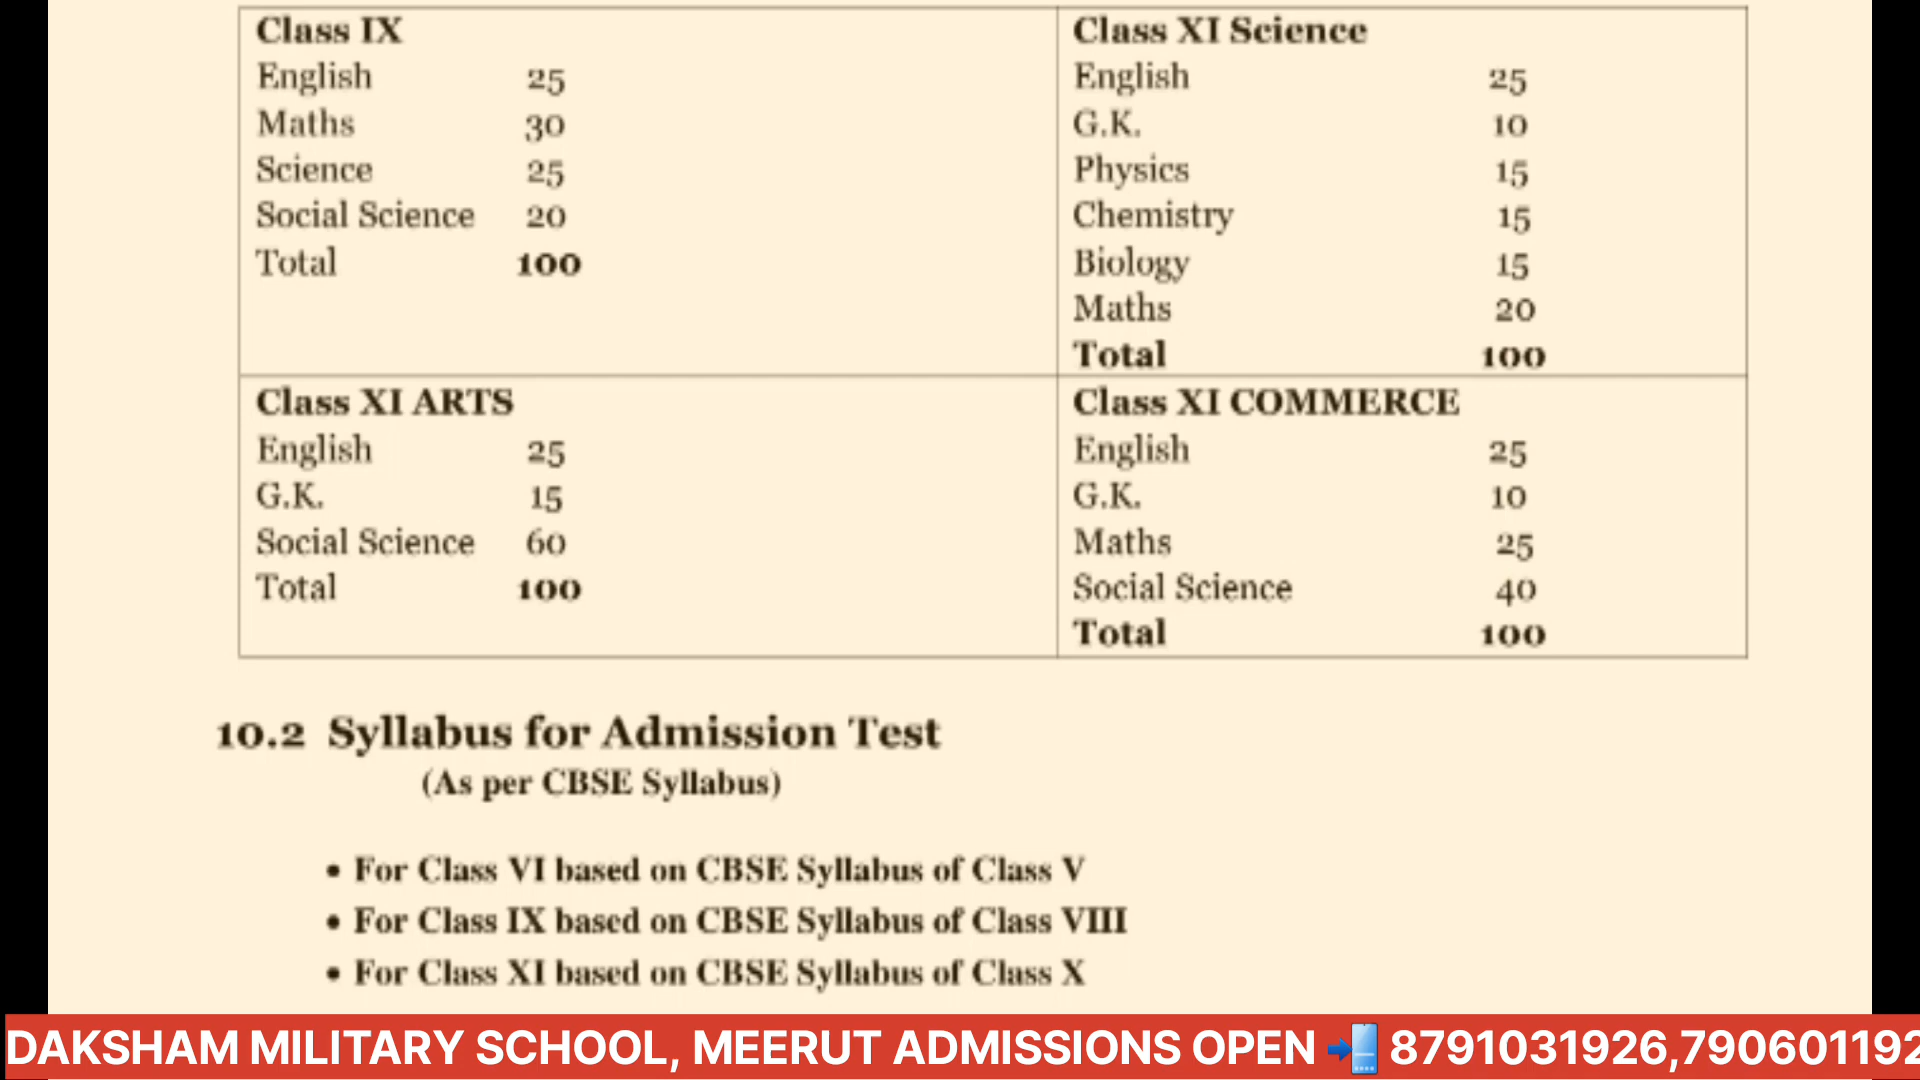 Class IX
English 25
Maths 30
Science 25
Social Science 20
Total 100
Class XI Science
English 25
G.K. 10
Physics 15
Chemistry 15
Biology 15
Maths 20
Total 100
Class XI ARTS
English 25
G.K. 15
Social Science 60
Total 100
Class XI COMMERCE
English 25
G.K. 10
Maths 25
Social Science 40
Total 100
10.2 Syllabus for Admission Test
(As per CBSE Syllabus)
• For Class VI based on CBSE Syllabus of Class V
• For Class IX based on CBSE Syllabus of Class VIII
• For Class XI based on CBSE Syllabus of Class X
DAKSHAM MILITARY SCHOOL, MEERUT ADMISSIONS OPEN 📲 8791031926,790601192